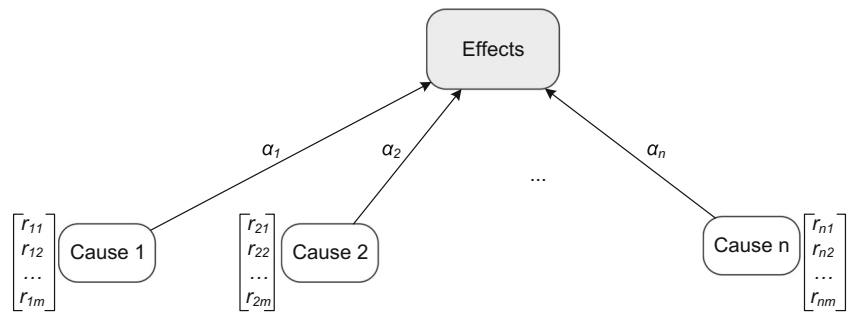 Effects
α1
α2
αn
...
r11
r12
...
r1m
Cause 1
r21
r22
...
r2m
Cause 2
Cause n
rn1
rn2
...
rnm